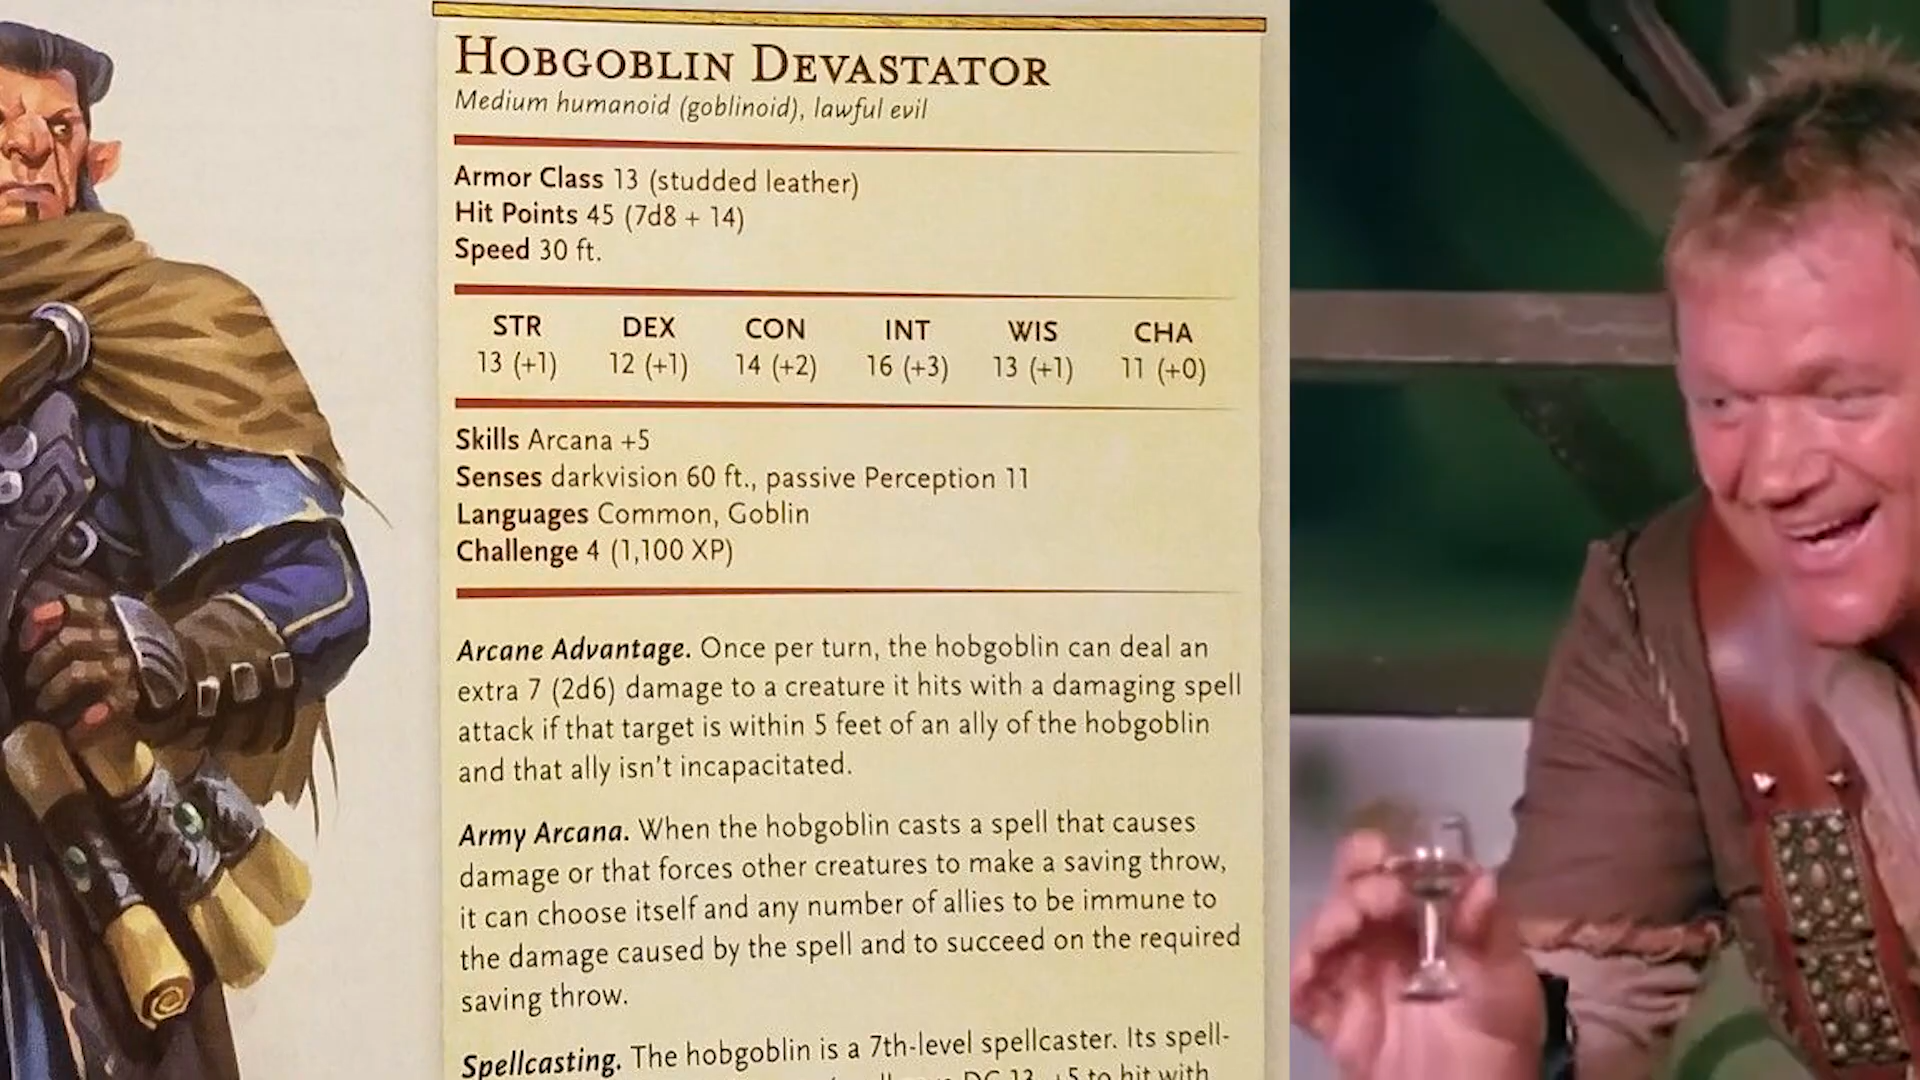 HOBGOBLIN DEVASTATOR
Medium humanoid (goblinoid), lawful evil
Armor Class 13 (studded leather)
Hit Points 45 (7d8 + 14)
Speed 30 ft.
STR DEX CON INT WIS CHA
13 (+1) 12 (+1) 14 (+2) 16 (+3) 13 (+1) 11 (+0)
Skills Arcana +5
Senses darkvision 60 ft., passive Perception 11
Languages Common, Goblin
Challenge 4 (1,100 XP)
Arcane Advantage. Once per turn, the hobgoblin can deal an
extra 7 (2d6) damage to a creature it hits with a damaging spell
attack if that target is within 5 feet of an ally of the hobgoblin
and that ally isn't incapacitated.
Army Arcana. When the hobgoblin casts a spell that causes
damage or that forces other creatures to make a saving throw,
it can choose itself and any number of allies to be immune to
the damage caused by the spell and to succeed on the required
saving throw.
Spellcasting. The hobgoblin is a 7th-level spellcaster. Its spell-
DC 13, +5 to hit with